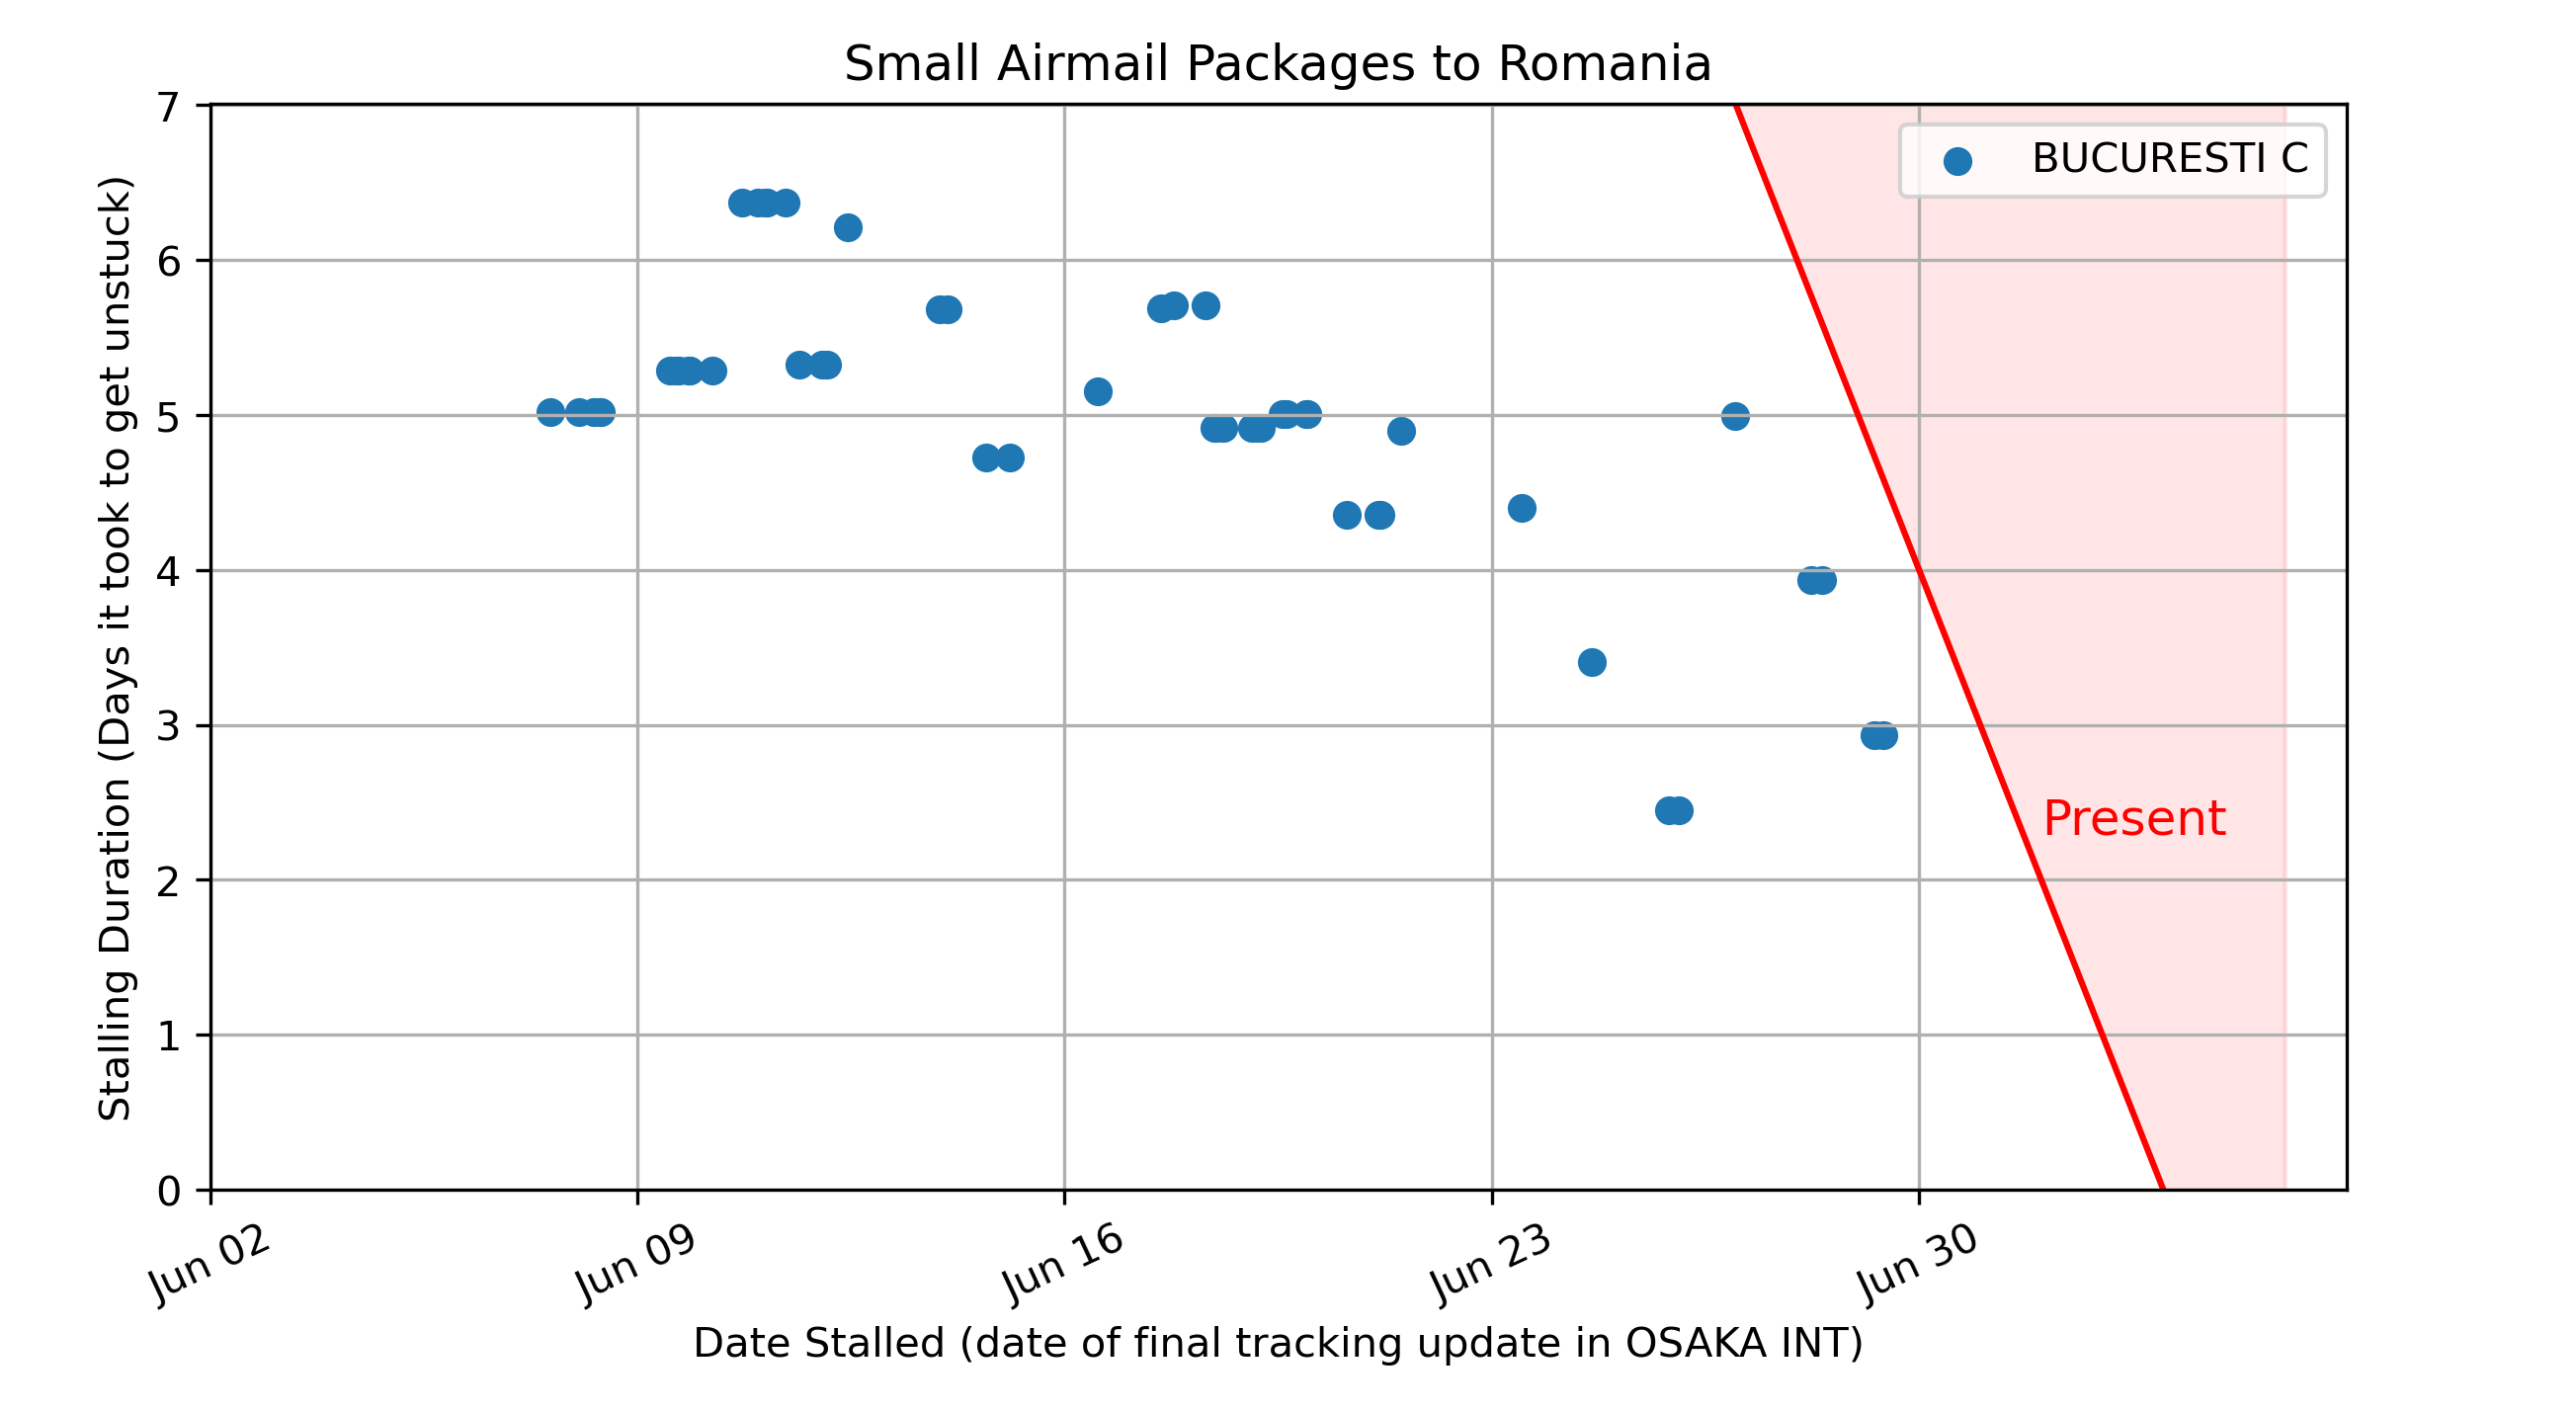 Small Airmail Packages to Romania
BUCURESTI C
Stalling Duration (Days it took to get unstuck)
7
6
5
4
3
2
1
0
Present
Jun 02
Jun 09
Jun 16
Jun 23
Jun 30
Date Stalled (date of final tracking update in OSAKA INT)